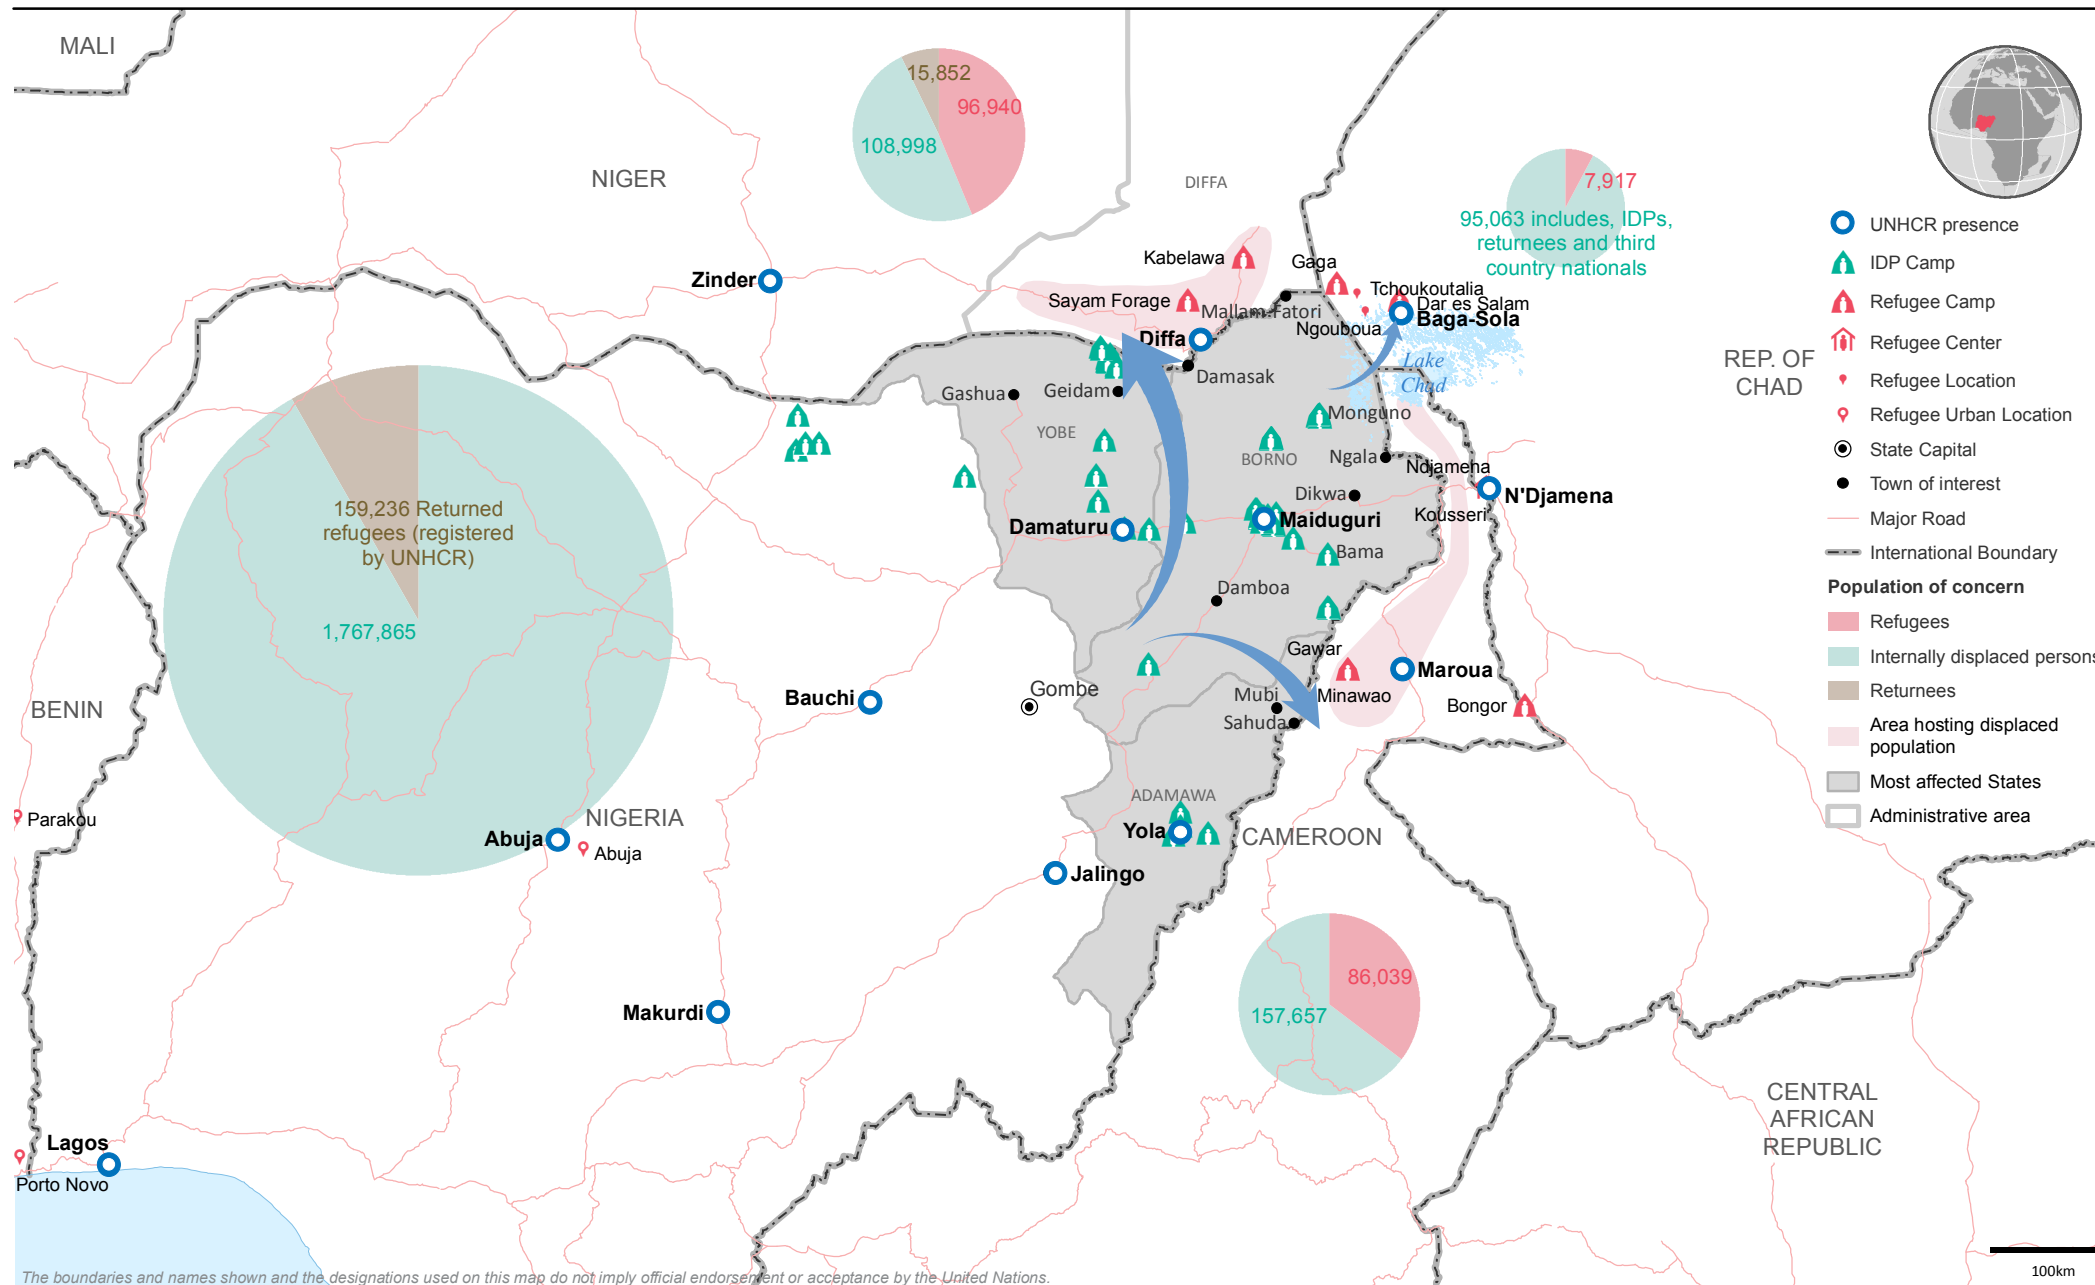 MALI
15,852
96,940
108,998
NIGER
DIFFA
7,917
95,063 includes, IDPs,
returnees and third
country nationals
Kabelawa
Gaga
Zinder
Sayam Forage
Tchoukoutalia
Dar es Salam
Mallam Fatori
Ngouboua
Baga-Sola
Diffa
Lake
Chad
REP. OF
CHAD
Damasak
Gashua
Geidam
Monguno
YOBE
BORNO
Ngala
Ndjameha
Dikwa
N'Djamena
Kousseri
Damaturu
Maiduguri
Bama
159,236 Returned
refugees (registered
by UNHCR)
1,767,865
Damboa
Gawar
Maroua
Minawao
Bauchi
Gombe
Mubi
Sahuda
Bongor
BENIN
ADAMAWA
Parakou
NIGERIA
Abuja
Abuja
Yola
CAMEROON
Jalingo
86,039
157,657
Makurdi
CENTRAL
AFRICAN
REPUBLIC
Lagos
Porto Novo
UNHCR presence
IDP Camp
Refugee Camp
Refugee Center
Refugee Location
Refugee Urban Location
State Capital
Town of interest
Major Road
International Boundary
Population of concern
Refugees
Internally displaced persons
Returnees
Area hosting displaced
population
Most affected States
Administrative area
100km
The boundaries and names shown and the designations used on this map do not imply official endorsement or acceptance by the United Nations.